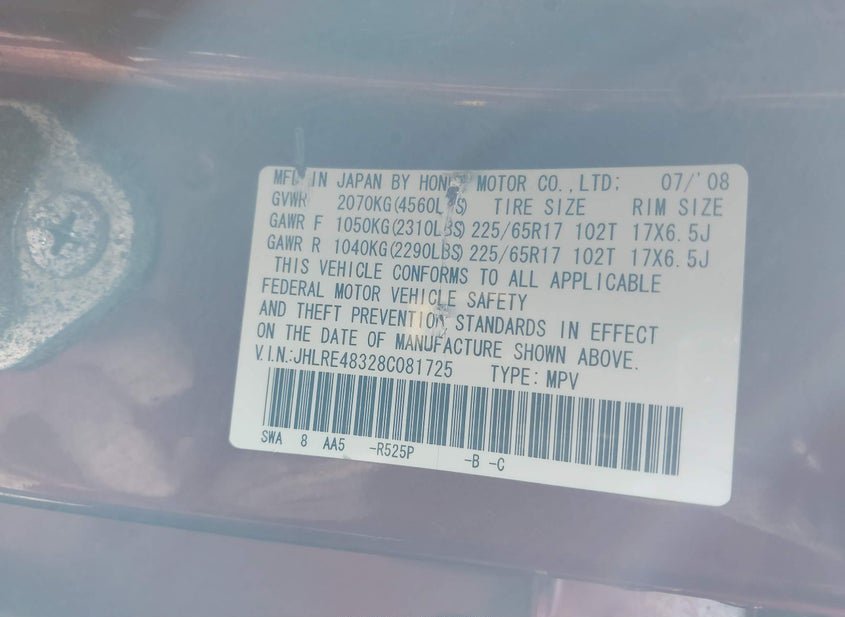 MFD IN JAPAN BY HONDA MOTOR CO.,LTD: 07/'08
GVWR 2070KG(4560LBS) TIRE SIZE RIM SIZE
GAWR F 1050KG(2310LBS) 225/65R17 102T 17X6.5J
GAWR R 1040KG(2290LBS) 225/65R17 102T 17X6.5J
THIS VEHICLE CONFORMS TO ALL APPLICABLE
FEDERAL MOTOR VEHICLE SAFETY
AND THEFT PREVENTION STANDARDS IN EFFECT
ON THE DATE OF MANUFACTURE SHOWN ABOVE.
V.I.N.:JHLRE48328C081725 TYPE: MPV
SWA 8 AA5 -R525P -B -C